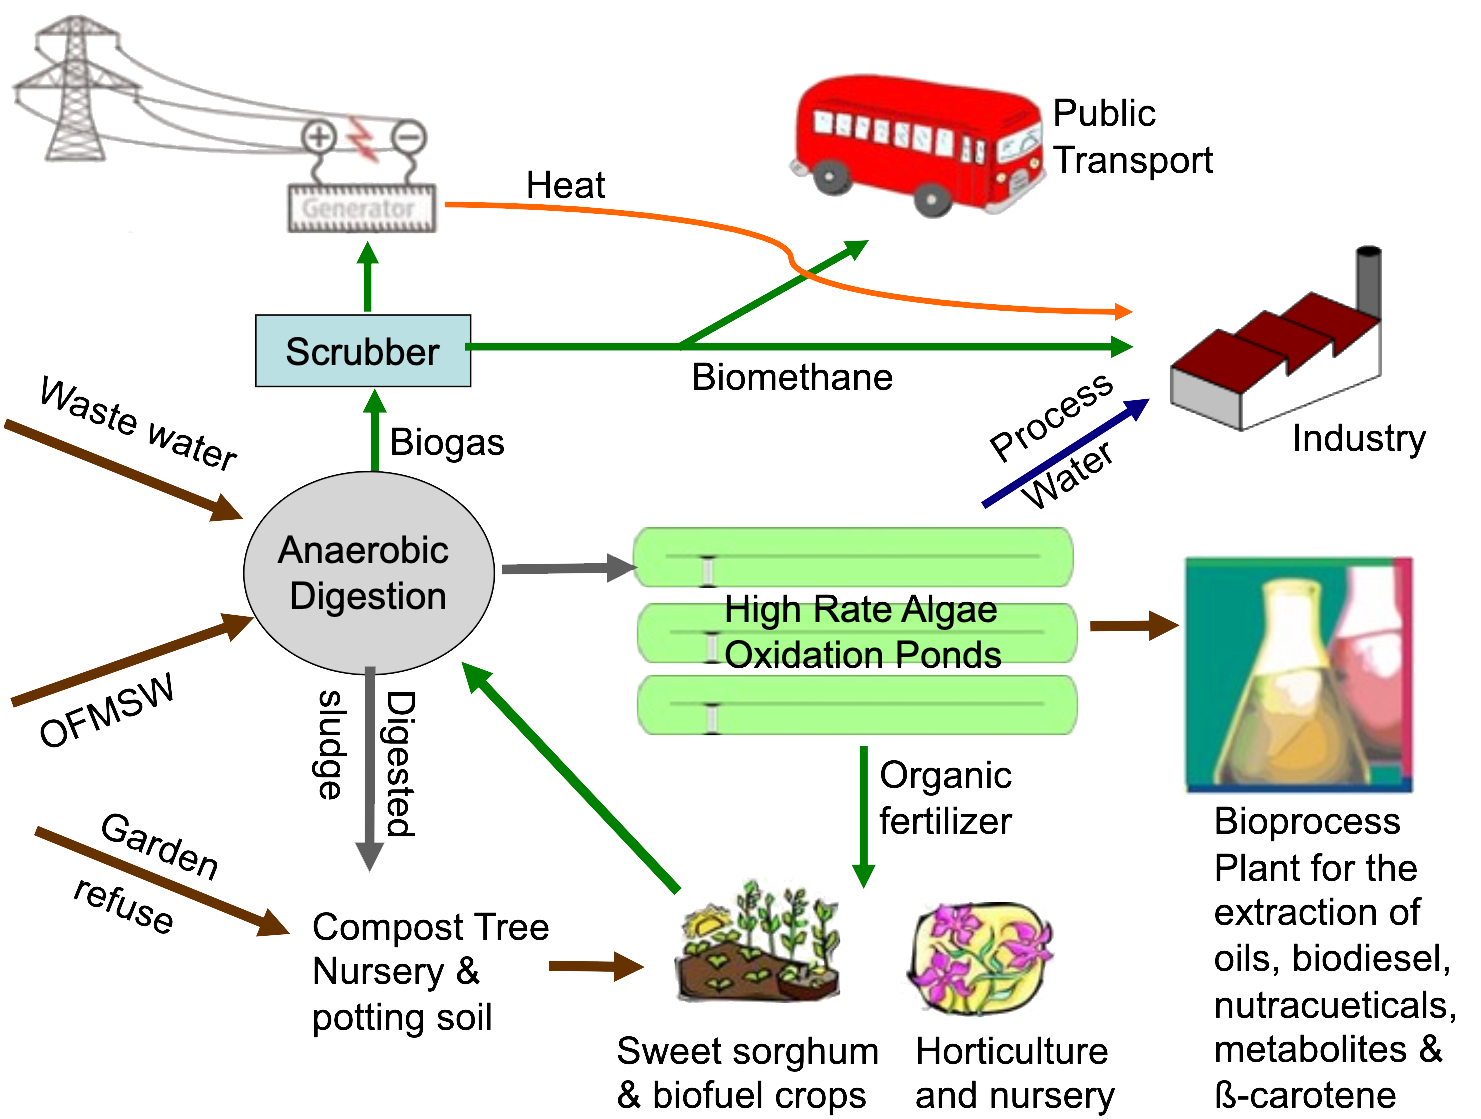 Public
Transport
Heat
+
−
Generator
Scrubber
Biomethane
Waste water
Biogas
Process
Water
Industry
Anaerobic
Digestion
High Rate Algae
Oxidation Ponds
OFMSW
Digested
sludge
Organic
fertilizer
Garden
refuse
Compost Tree
Nursery &
potting soil
Sweet sorghum
& biofuel crops
Horticulture
and nursery
Bioprocess
Plant for the
extraction of
oils, biodiesel,
nutracueticals,
metabolites &
ß-carotene